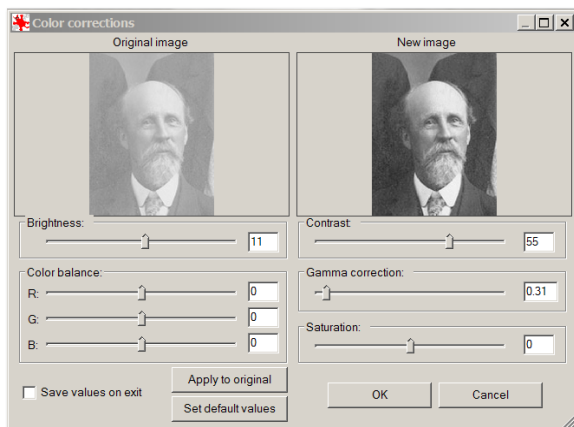 Color corrections
Original image New image
Brightness: Contrast:
11 55
Color balance: Gamma correction:
R: 0 0.31
G: 0 Saturation:
B: 0 0
Save values on exit Apply to original OK Cancel
Set default values